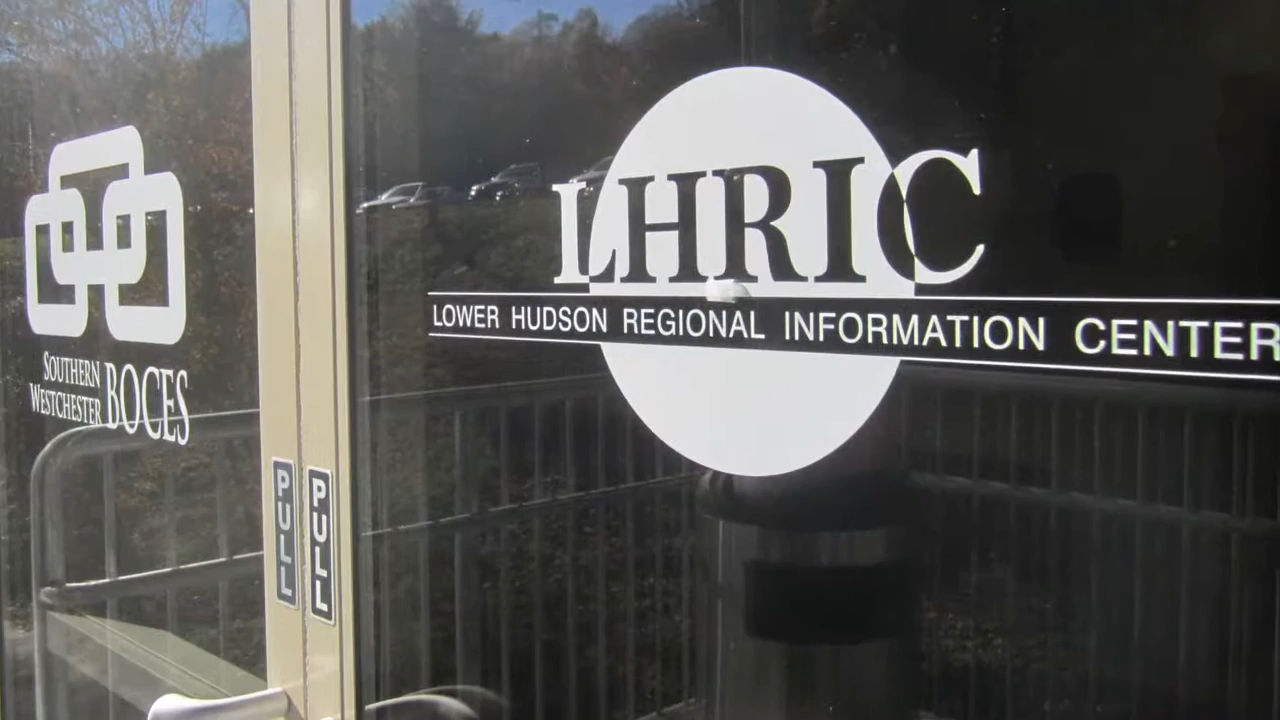 SOUTHERN
WESTCHESTER
BOCES
PULL
PULL
LHRIC
LOWER HUDSON REGIONAL INFORMATION CENTER